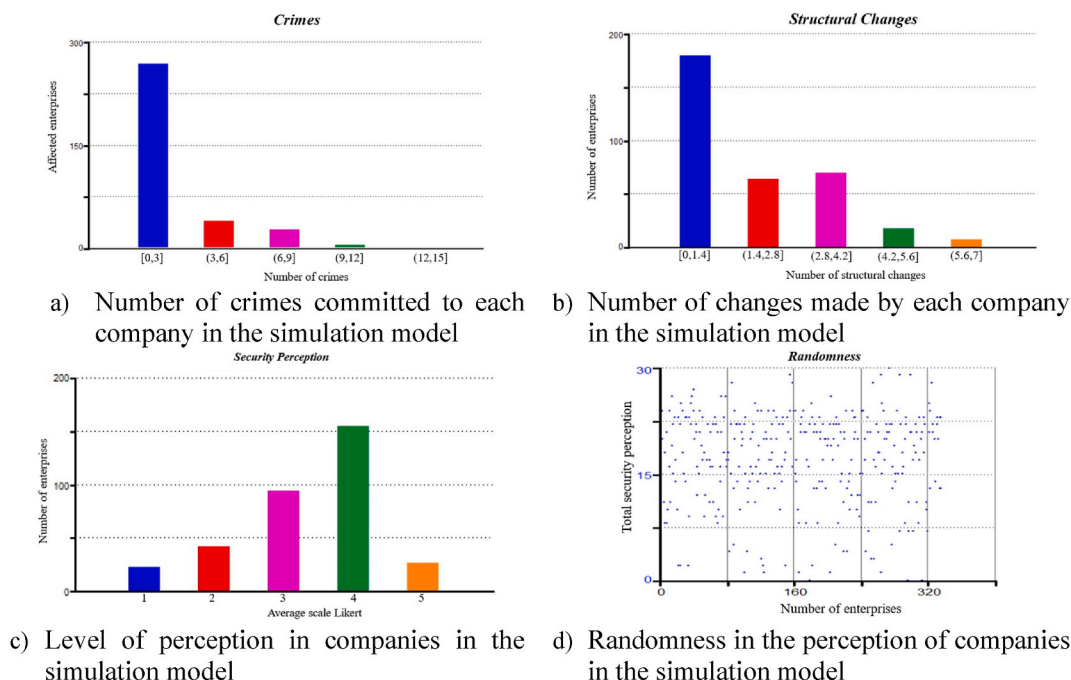 Crimes
300
150
0
Affected enterprises
[0,3]
(3,6]
(6,9]
(9,12]
(12,15]
Number of crimes
a) Number of crimes committed to each
company in the simulation model
Structural Changes
200
100
0
Number of enterprises
[0,1.4]
(1.4,2.8)
(2.8,4.2)
(4.2,5.6)
(5.6,7]
Number of structural changes
b) Number of changes made by each company
in the simulation model
Security Perception
200
100
0
Number of enterprises
1
2
3
4
5
Average scale Likert
c) Level of perception in companies in the
simulation model
Randomness
30
15
0
Total security perception
0
160
320
Number of enterprises
d) Randomness in the perception of companies
in the simulation model